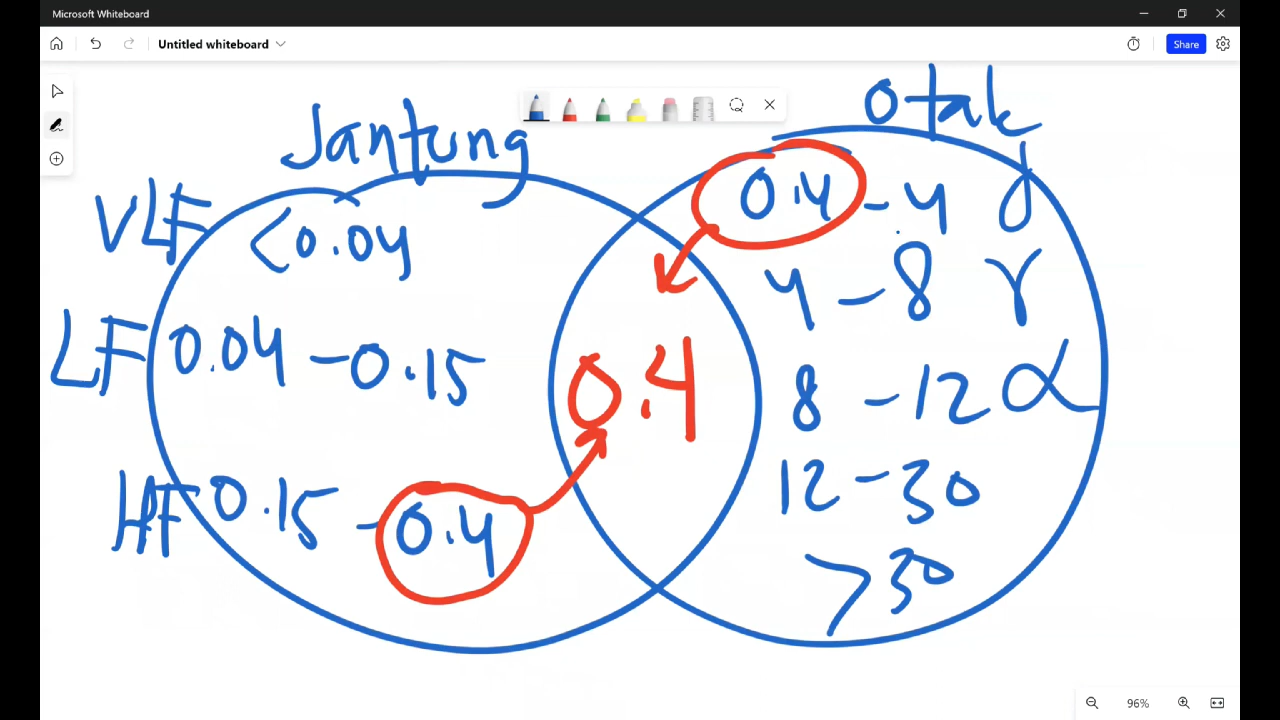 Microsoft Whiteboard
Untitled whiteboard
Share
Jantung
Otak
VLF <0.04
LF 0.04 - 0.15
HF 0.15 - 0.4
0.4
0.4 - 4
4 - 8 γ
8 - 12 α
12 - 30
>30
96%